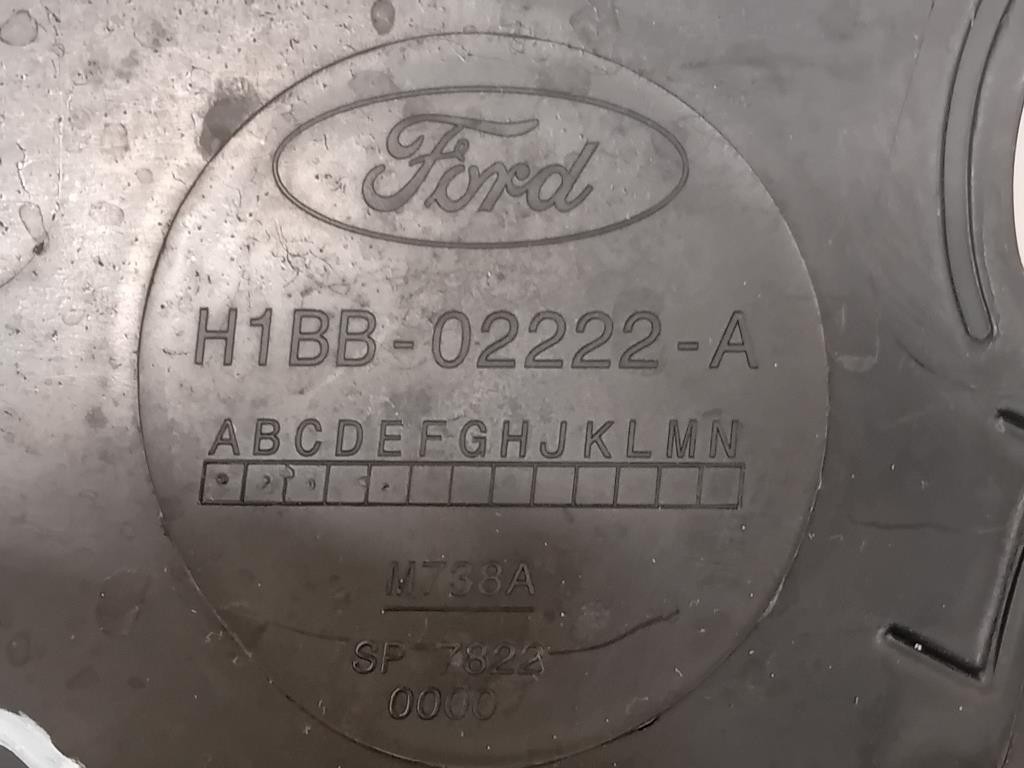 Ford
H1BB-02222-A
ABCDEFGHJKLMN
M738A
SP 7822
0000